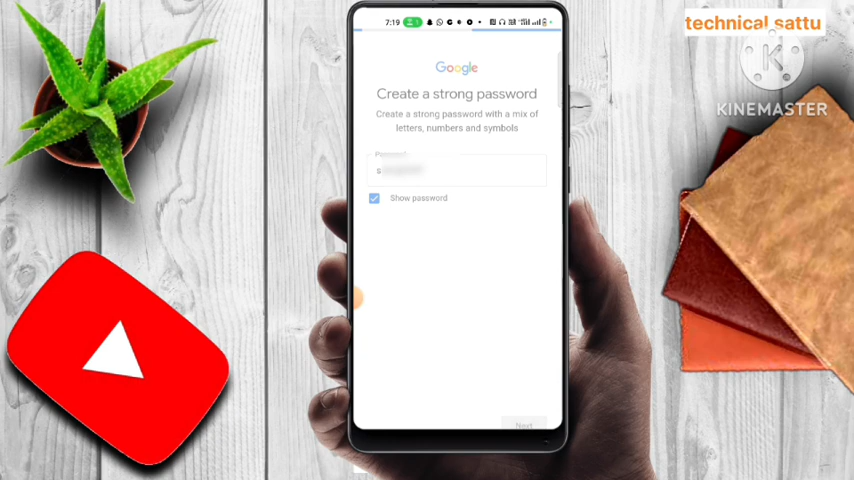 technical sattu
KINEMASTER
7:19
Google
Create a strong password
Create a strong password with a mix of
letters, numbers and symbols
Password
s
Show password
Next